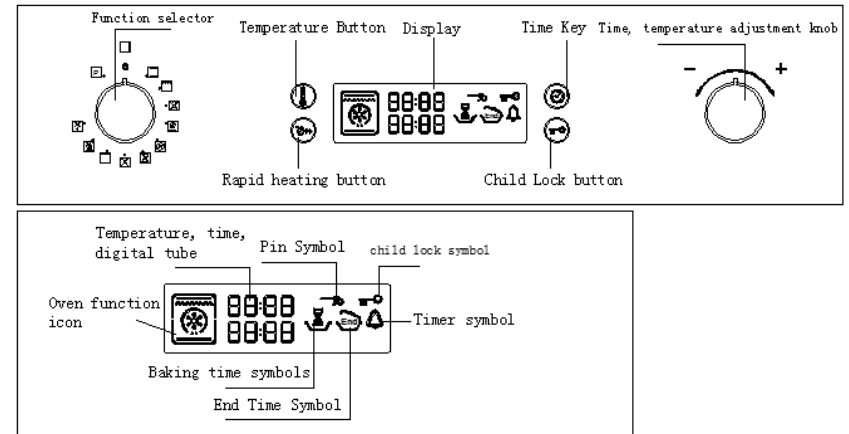 Function selector
Temperature Button
Display
Time Key
Time, temperature adjustment knob
- +
88:88
88:88
End
Rapid heating button
Child Lock button
Temperature, time,
digital tube
Pin Symbol
child lock symbol
Oven function
icon
88:88
88:88
End
Timer symbol
Baking time symbols
End Time Symbol